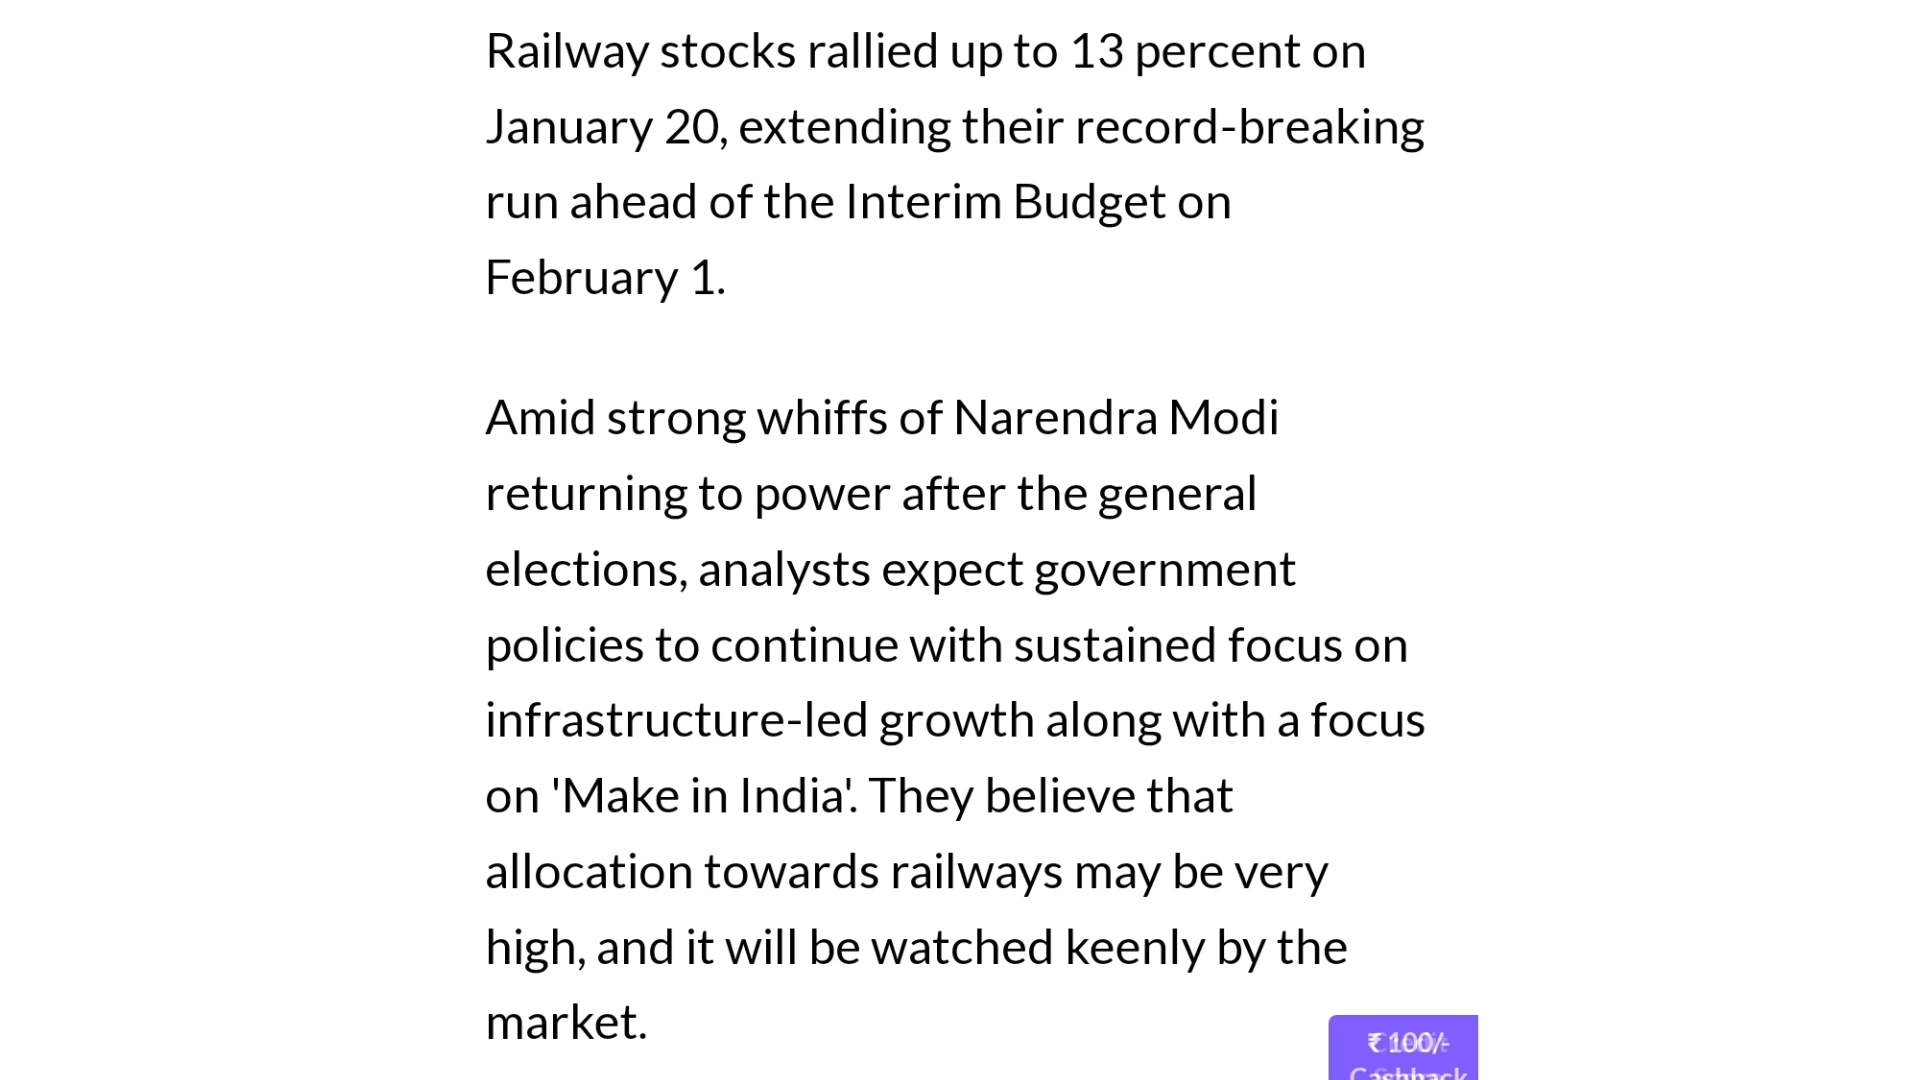 Railway stocks rallied up to 13 percent on
January 20, extending their record-breaking
run ahead of the Interim Budget on
February 1.
Amid strong whiffs of Narendra Modi
returning to power after the general
elections, analysts expect government
policies to continue with sustained focus on
infrastructure-led growth along with a focus
on 'Make in India'. They believe that
allocation towards railways may be very
high, and it will be watched keenly by the
market.
₹ 100/-
Cashback